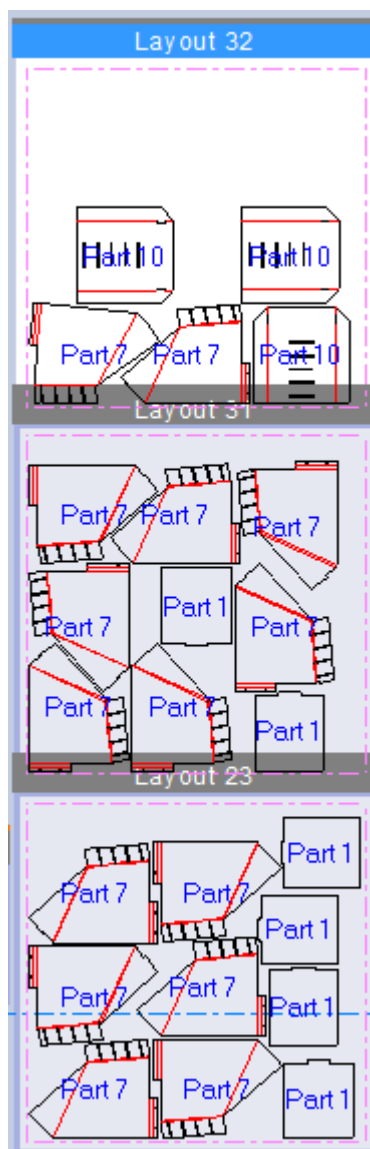 Layout 32
Part 10 Part 10
Part 7 Part 7 Part 10
Layout 31
Part 7 Part 7 Part 7
Part 7 Part 1 Part 7
Part 7 Part 7 Part 1
Layout 23
Part 7 Part 7 Part 1
Part 1
Part 7 Part 7 Part 1
Part 7 Part 7 Part 1